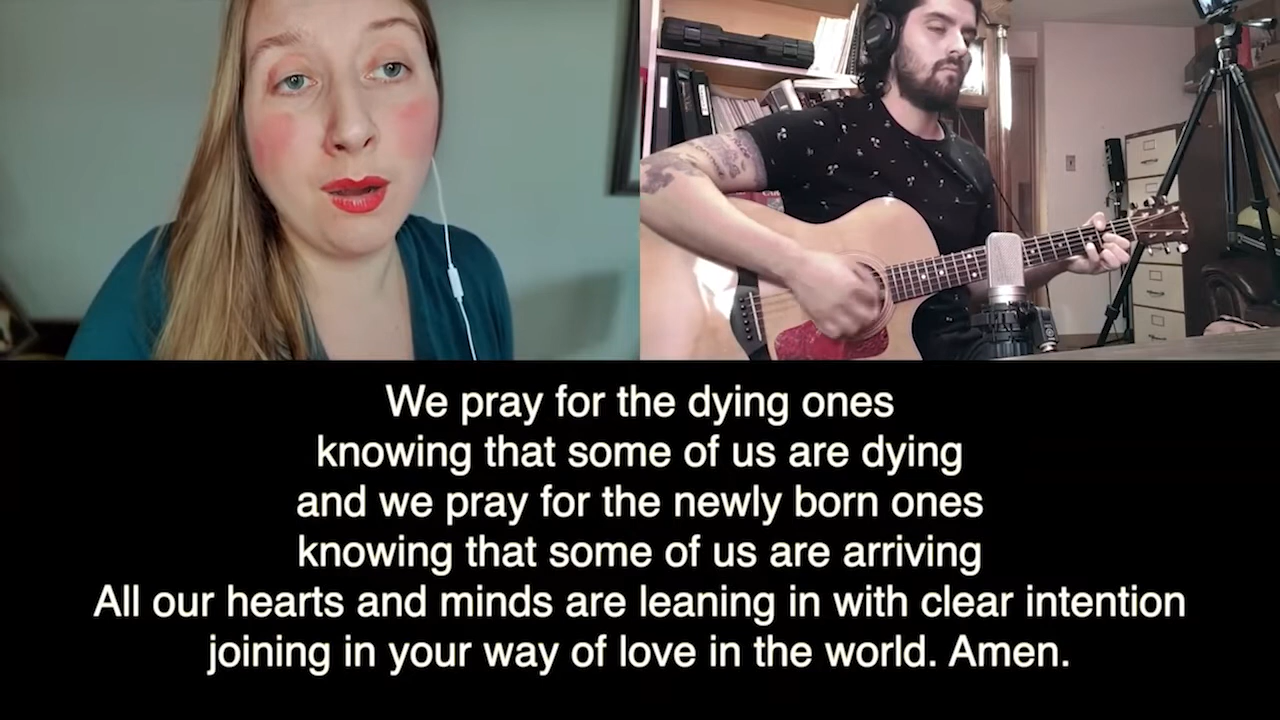 We pray for the dying ones
knowing that some of us are dying
and we pray for the newly born ones
knowing that some of us are arriving
All our hearts and minds are leaning in with clear intention
joining in your way of love in the world. Amen.